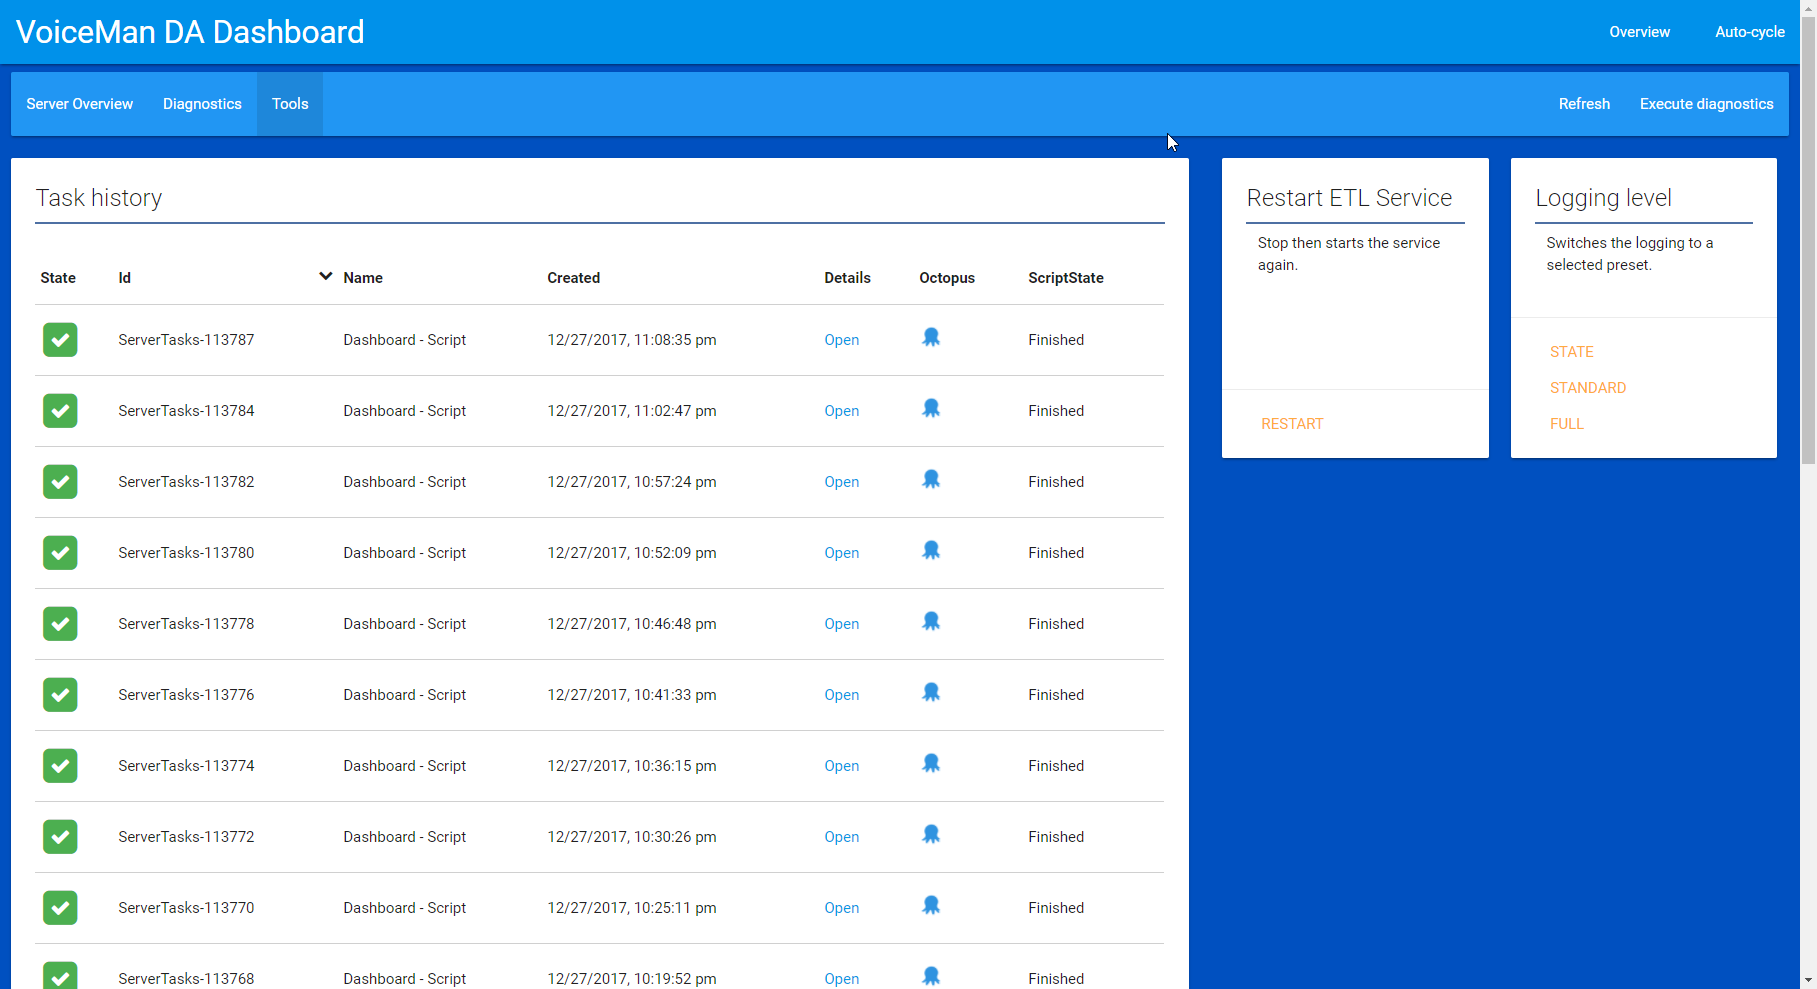 VoiceMan DA Dashboard
Overview Auto-cycle
Server Overview Diagnostics Tools Refresh Execute diagnostics
Task history
State Id Name Created Details Octopus ScriptState
ServerTasks-113787 Dashboard - Script 12/27/2017, 11:08:35 pm Open Finished
ServerTasks-113784 Dashboard - Script 12/27/2017, 11:02:47 pm Open Finished
ServerTasks-113782 Dashboard - Script 12/27/2017, 10:57:24 pm Open Finished
ServerTasks-113780 Dashboard - Script 12/27/2017, 10:52:09 pm Open Finished
ServerTasks-113778 Dashboard - Script 12/27/2017, 10:46:48 pm Open Finished
ServerTasks-113776 Dashboard - Script 12/27/2017, 10:41:33 pm Open Finished
ServerTasks-113774 Dashboard - Script 12/27/2017, 10:36:15 pm Open Finished
ServerTasks-113772 Dashboard - Script 12/27/2017, 10:30:26 pm Open Finished
ServerTasks-113770 Dashboard - Script 12/27/2017, 10:25:11 pm Open Finished
ServerTasks-113768 Dashboard - Script 12/27/2017, 10:19:52 pm Open Finished
Restart ETL Service
Stop then starts the service
again.
RESTART
Logging level
Switches the logging to a
selected preset.
STATE
STANDARD
FULL